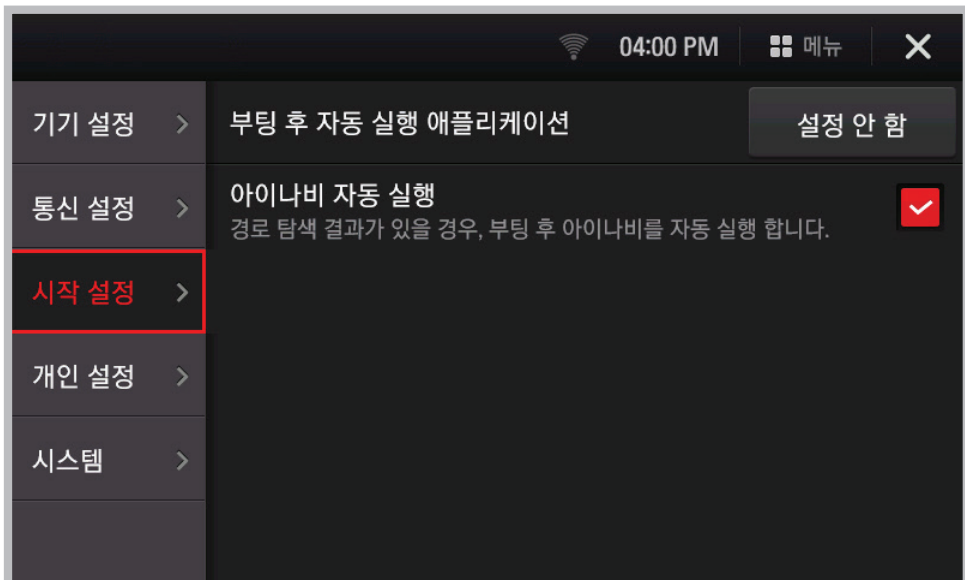 04:00 PM 메뉴
기기 설정
부팅 후 자동 실행 애플리케이션 설정 안 함
통신 설정
아이나비 자동 실행
경로 탐색 결과가 있을 경우, 부팅 후 아이나비를 자동 실행 합니다.
시작 설정
개인 설정
시스템